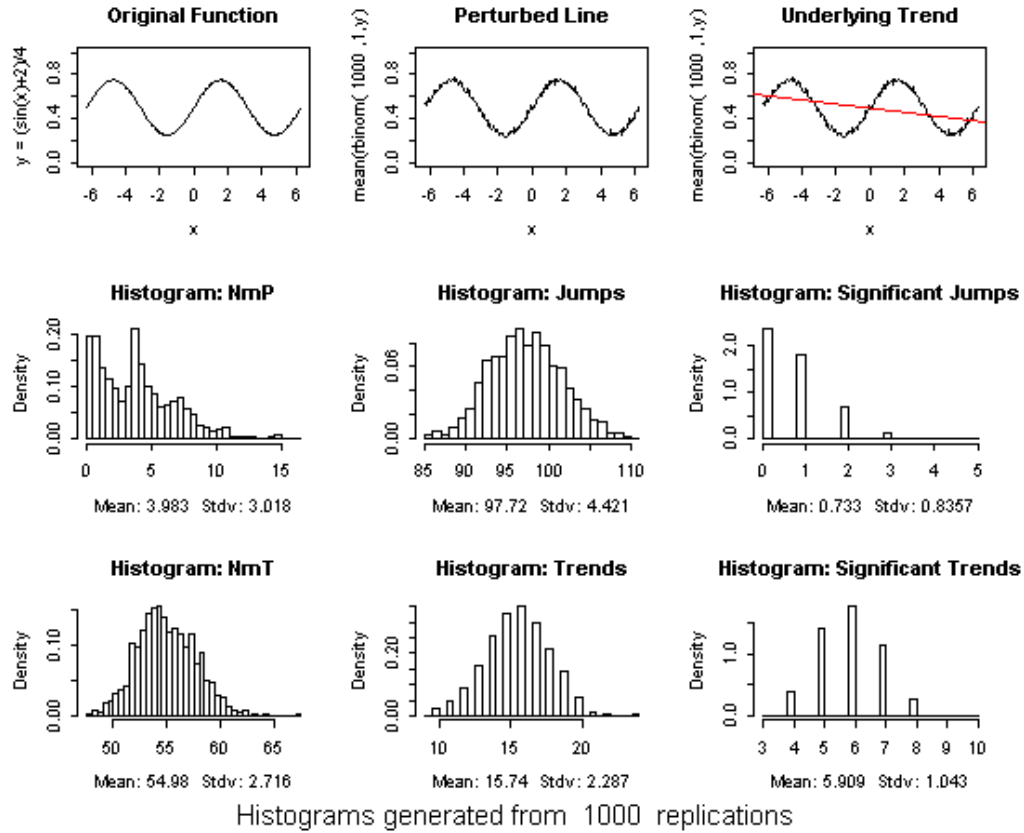 Original Function
Perturbed Line
Underlying Trend
y = (sin(x)+2)/4
0.0 0.4 0.8
-6 -4 -2 0 2 4 6
x
mean(rbinom( 1000 ,1,y)
0.0 0.4 0.8
-6 -4 -2 0 2 4 6
x
mean(rbinom( 1000 ,1,y)
0.0 0.4 0.8
-6 -4 -2 0 2 4 6
x
Histogram: NmP
Density
0.00 0.10 0.20
0 5 10 15
Mean: 3.983 Stdv: 3.018
Histogram: Jumps
Density
0.00 0.06
85 90 95 100 110
Mean: 97.72 Stdv: 4.421
Histogram: Significant Jumps
Density
0.0 1.0 2.0
0 1 2 3 4 5
Mean: 0.733 Stdv: 0.8357
Histogram: NmT
Density
0.00 0.10
50 55 60 65
Mean: 54.98 Stdv: 2.716
Histogram: Trends
Density
0.00 0.20
10 15 20
Mean: 15.74 Stdv: 2.287
Histogram: Significant Trends
Density
0.0 1.0
3 4 5 6 7 8 9 10
Mean: 5.909 Stdv: 1.043
Histograms generated from 1000 replications